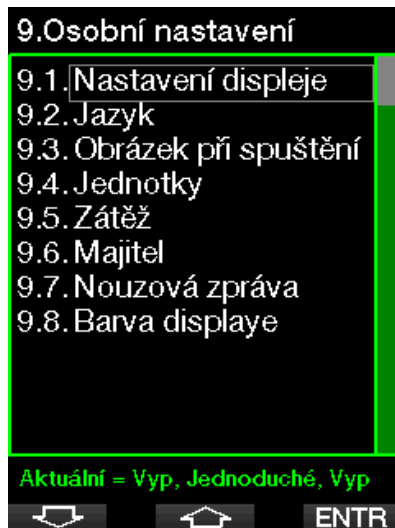 9.Osobní nastavení
9.1. Nastavení displeje
9.2. Jazyk
9.3. Obrázek při spuštění
9.4. Jednotky
9.5. Zátěž
9.6. Majitel
9.7. Nouzová zpráva
9.8. Barva displaye
Aktuální = Vyp, Jednoduché, Vyp
ENTR